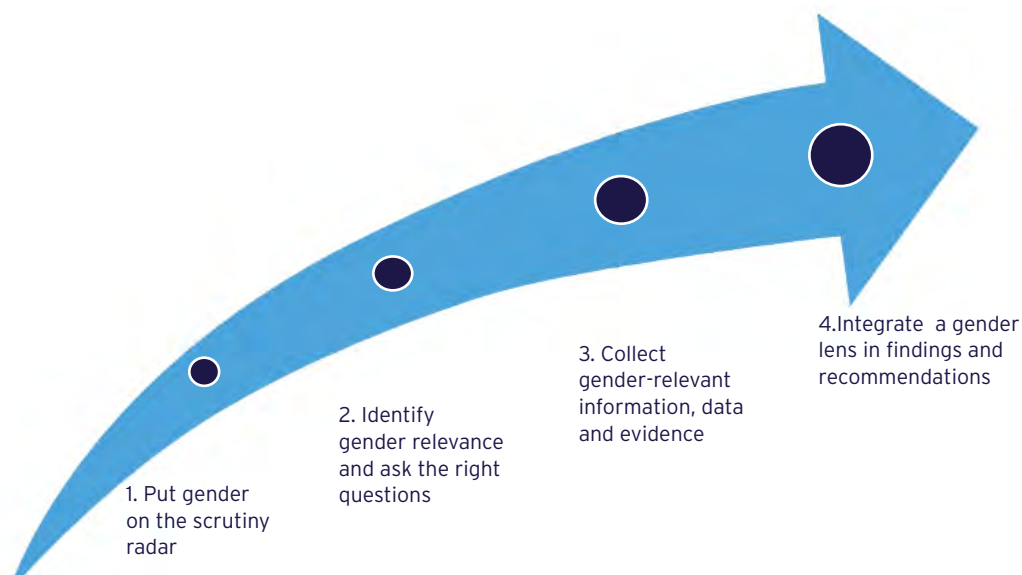 1. Put gender
on the scrutiny
radar
2. Identify
gender relevance
and ask the right
questions
3. Collect
gender-relevant
information, data
and evidence
4.Integrate  a gender
lens in findings and
recommendations